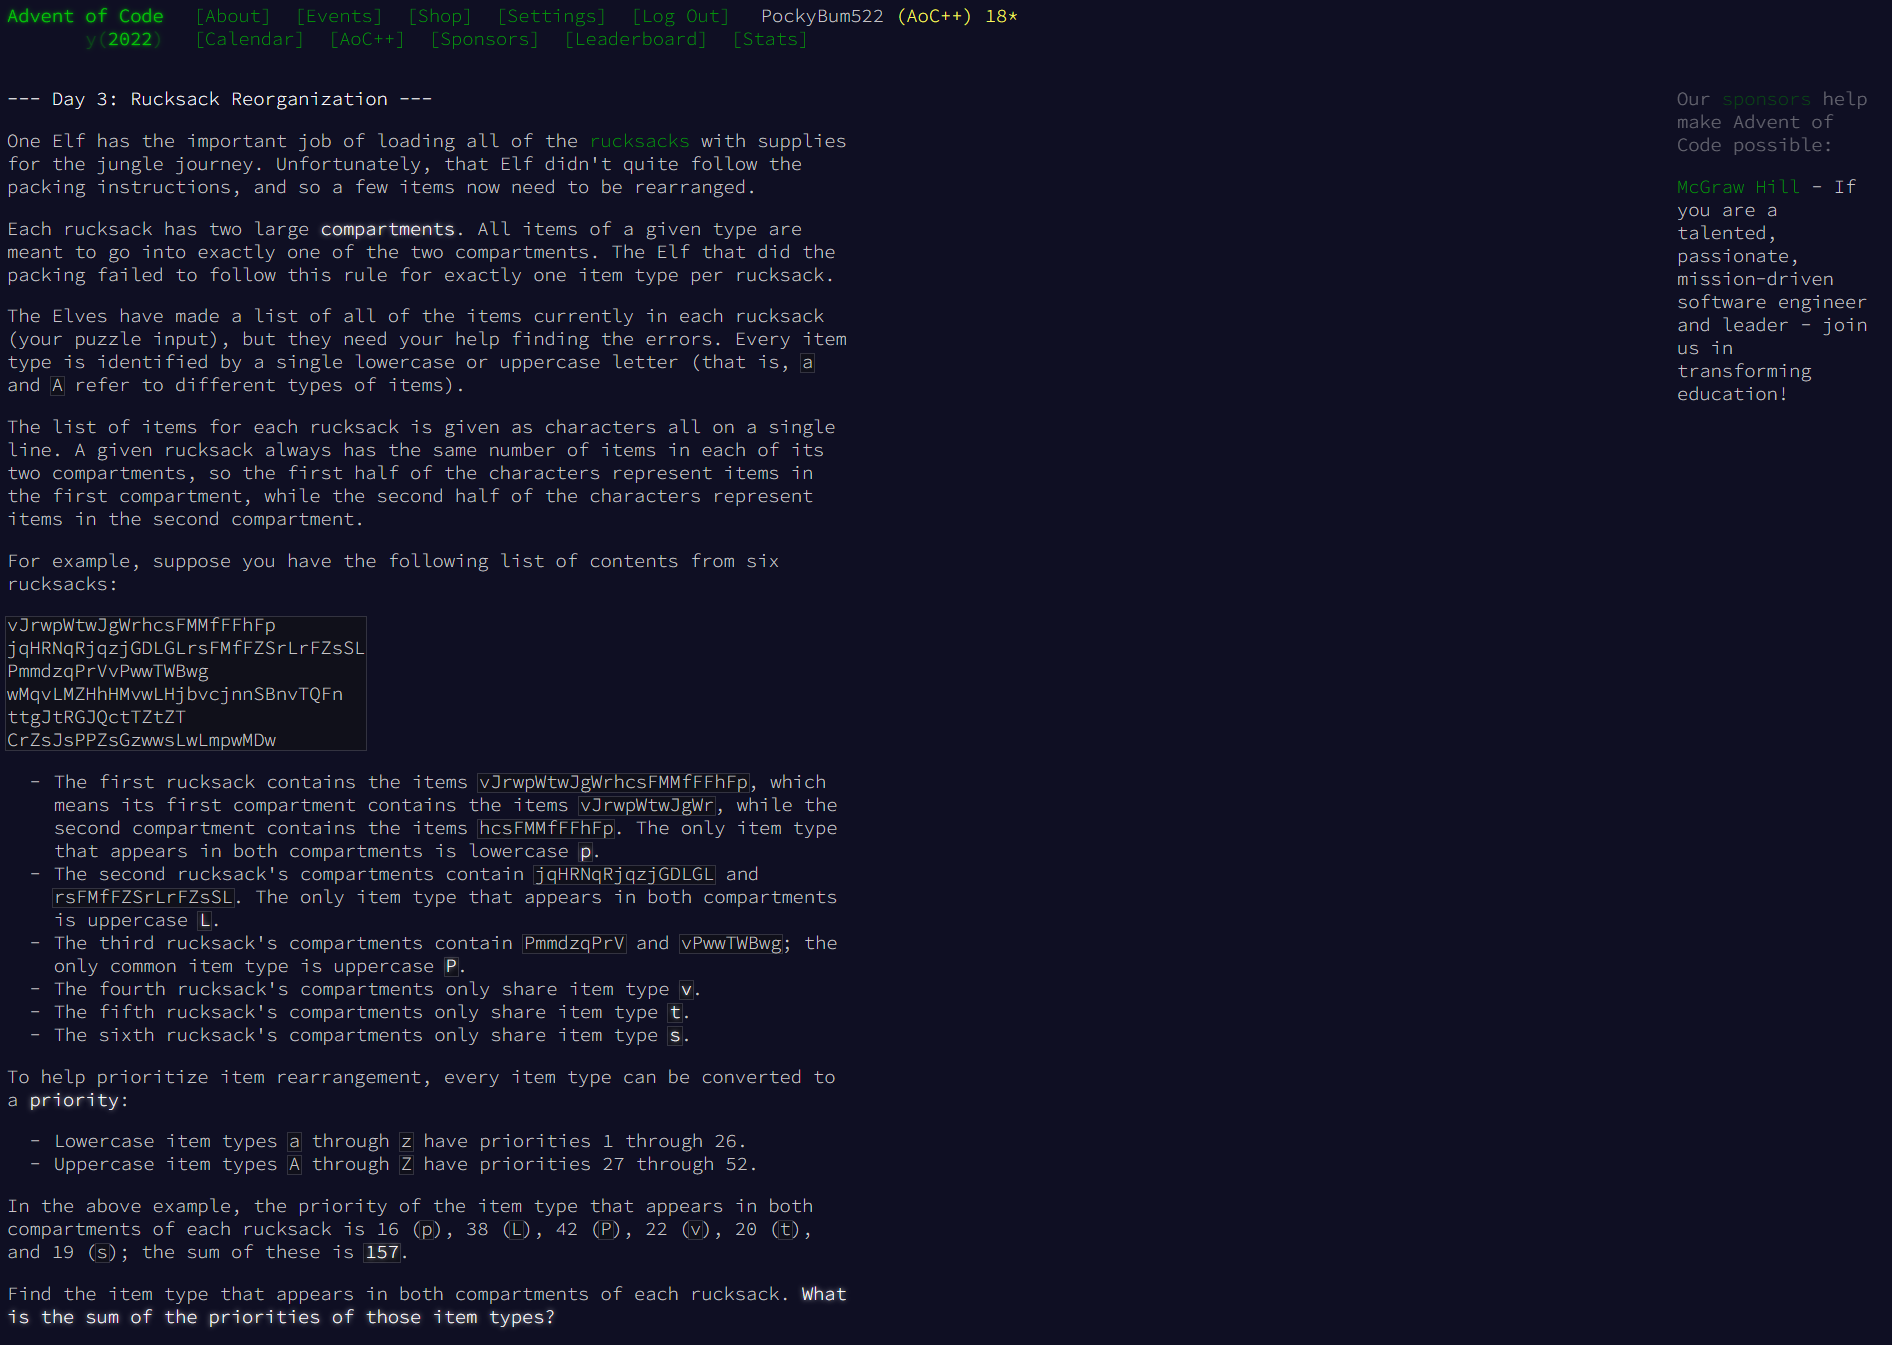 Advent of Code [About] [Events] [Shop] [Settings] [Log Out] PockyBum522 (AoC++) 18*
y(2022) [Calendar] [AoC++] [Sponsors] [Leaderboard] [Stats]
--- Day 3: Rucksack Reorganization ---
One Elf has the important job of loading all of the rucksacks with supplies
for the jungle journey. Unfortunately, that Elf didn't quite follow the
packing instructions, and so a few items now need to be rearranged.
Each rucksack has two large compartments. All items of a given type are
meant to go into exactly one of the two compartments. The Elf that did the
packing failed to follow this rule for exactly one item type per rucksack.
The Elves have made a list of all of the items currently in each rucksack
(your puzzle input), but they need your help finding the errors. Every item
type is identified by a single lowercase or uppercase letter (that is, a
and A refer to different types of items).
The list of items for each rucksack is given as characters all on a single
line. A given rucksack always has the same number of items in each of its
two compartments, so the first half of the characters represent items in
the first compartment, while the second half of the characters represent
items in the second compartment.
For example, suppose you have the following list of contents from six
rucksacks:
vJrwpWtwJgWrhcsFMMfFFhFp
jqHRNqRjqzjGDLGLrsFMfFZSrLrFZsSL
PmmdzqPrVvPwwTWBwg
wMqvLMZHhHMvwLHjbvcjnnSBnvTQFn
ttgJtRGJQctTZtZT
CrZsJsPPZsGzwwsLwLmpwMDw
- The first rucksack contains the items vJrwpWtwJgWrhcsFMMfFFhFp, which
means its first compartment contains the items vJrwpWtwJgWr, while the
second compartment contains the items hcsFMMfFFhFp. The only item type
that appears in both compartments is lowercase p.
- The second rucksack's compartments contain jqHRNqRjqzjGDLGL and
rsFMfFZSrLrFZsSL. The only item type that appears in both compartments
is uppercase L.
- The third rucksack's compartments contain PmmdzqPrV and vPwwTWBwg; the
only common item type is uppercase P.
- The fourth rucksack's compartments only share item type v.
- The fifth rucksack's compartments only share item type t.
- The sixth rucksack's compartments only share item type s.
To help prioritize item rearrangement, every item type can be converted to
a priority:
- Lowercase item types a through z have priorities 1 through 26.
- Uppercase item types A through Z have priorities 27 through 52.
In the above example, the priority of the item type that appears in both
compartments of each rucksack is 16 (p), 38 (L), 42 (P), 22 (v), 20 (t),
and 19 (s); the sum of these is 157.
Find the item type that appears in both compartments of each rucksack. What
is the sum of the priorities of those item types?
Our sponsors help
make Advent of
Code possible:
McGraw Hill - If
you are a
talented,
passionate,
mission-driven
software engineer
and leader - join
us in
transforming
education!